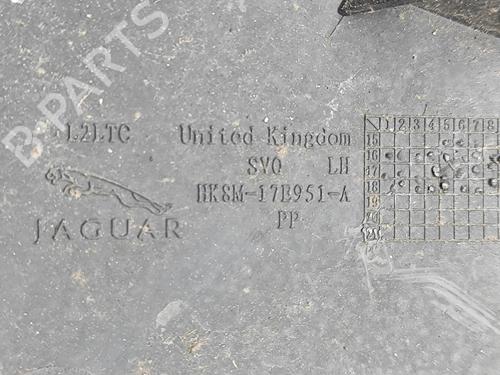 B-PARTS
L2LTC United Kingdom
SVO LH
HK8M-17B951-A
JAGUAR
PP
1 2 3 4 5 6 7 8
15
16
17
18
19
20
21